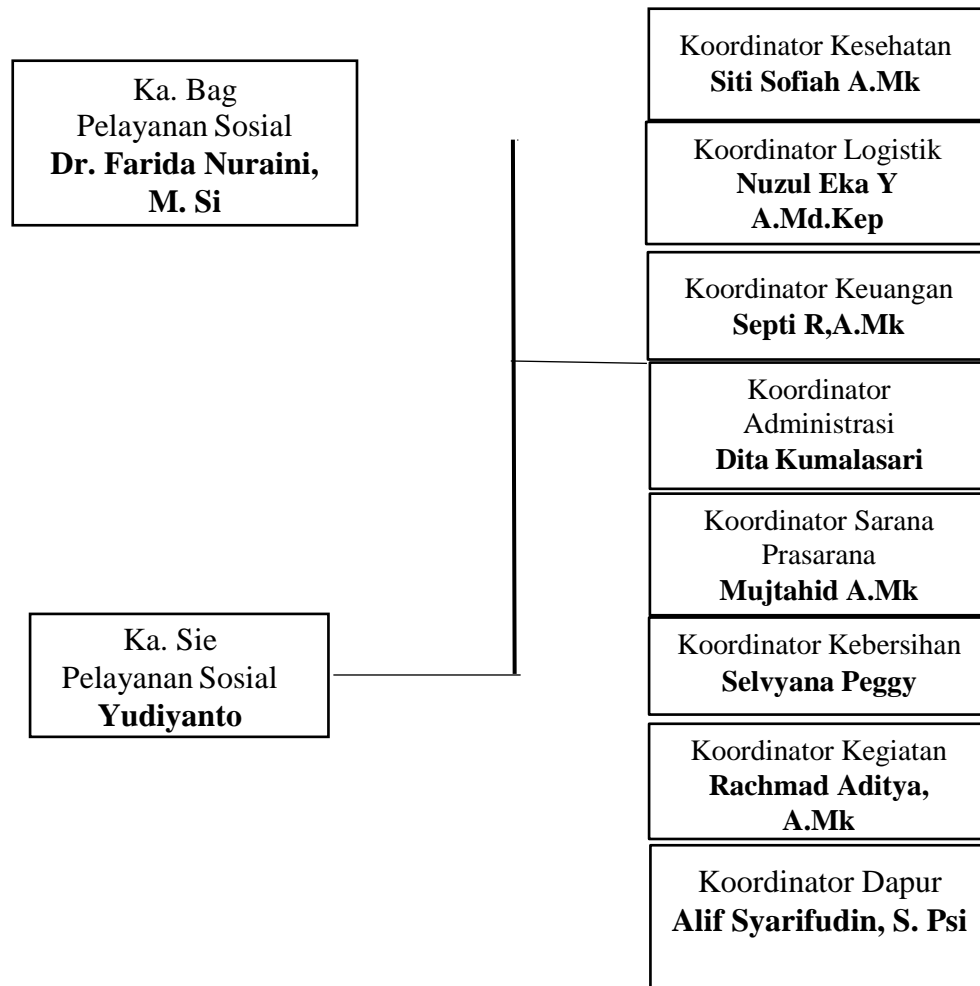 Ka. Bag
Pelayanan Sosial
Dr. Farida Nuraini,
M. Si
Ka. Sie
Pelayanan Sosial
Yudiyanto
Koordinator Kesehatan
Siti Sofiah A.Mk
Koordinator Logistik
Nuzul Eka Y
A.Md.Kep
Koordinator Keuangan
Septi R,A.Mk
Koordinator
Administrasi
Dita Kumalasari
Koordinator Sarana
Prasarana
Mujtahid A.Mk
Koordinator Kebersihan
Selvyana Peggy
Koordinator Kegiatan
Rachmad Aditya,
A.Mk
Koordinator Dapur
Alif Syarifudin, S. Psi